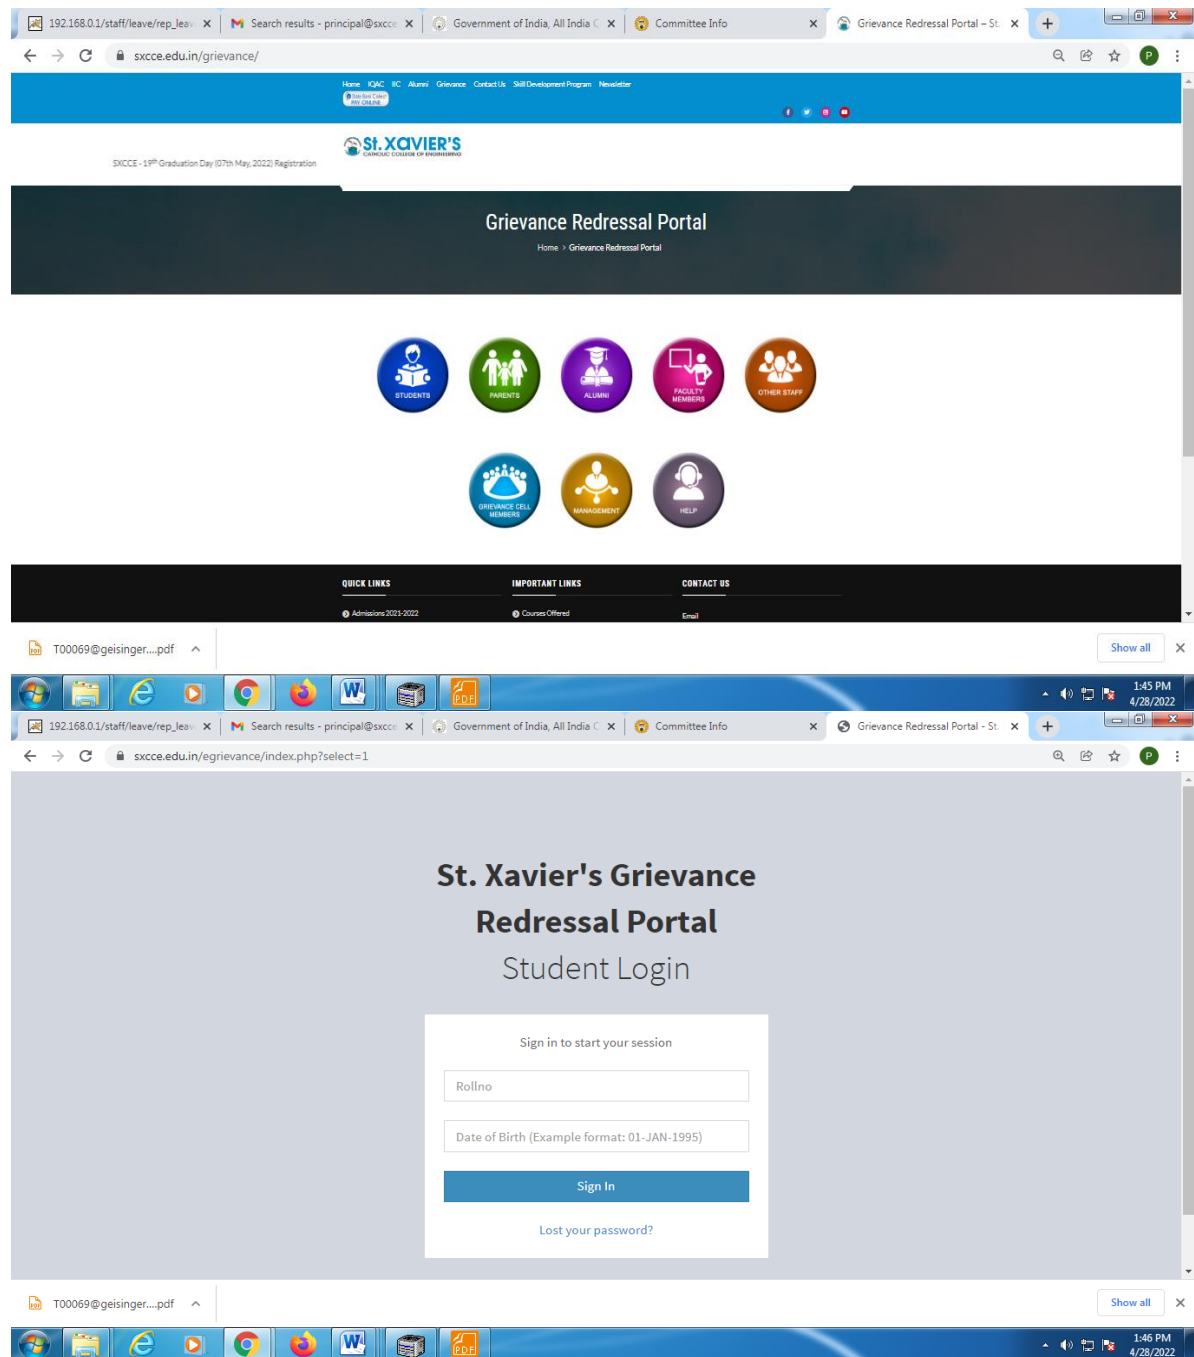 192.168.0.1/staff/leave/rep_leav
Search results - principal@sxcce
Government of India, All India C
Committee Info
Grievance Redressal Portal – St.
sxcce.edu.in/grievance/
P
Home IQAC IIC Alumni Grievance Contact Us Skill Development Program Newsletter
State Bank Collect
PAY ONLINE
St. XAVIER'S
CATHOLIC COLLEGE OF ENGINEERING
SXCCE - 19th Graduation Day (07th May, 2022) Registration
Grievance Redressal Portal
Home > Grievance Redressal Portal
STUDENTS
PARENTS
ALUMNI
FACULTY
MEMBERS
OTHER STAFF
GRIEVANCE CELL
MEMBERS
MANAGEMENT
HELP
QUICK LINKS
IMPORTANT LINKS
CONTACT US
Admissions 2021-2022
Courses Offered
Email
T00069@geisinger....pdf
Show all
1:45 PM
4/28/2022
192.168.0.1/staff/leave/rep_leav
Search results - principal@sxcce
Government of India, All India C
Committee Info
Grievance Redressal Portal - St.
sxcce.edu.in/egrievance/index.php?select=1
P
St. Xavier's Grievance
Redressal Portal
Student Login
Sign in to start your session
Rollno
Date of Birth (Example format: 01-JAN-1995)
Sign In
Lost your password?
T00069@geisinger....pdf
Show all
1:46 PM
4/28/2022